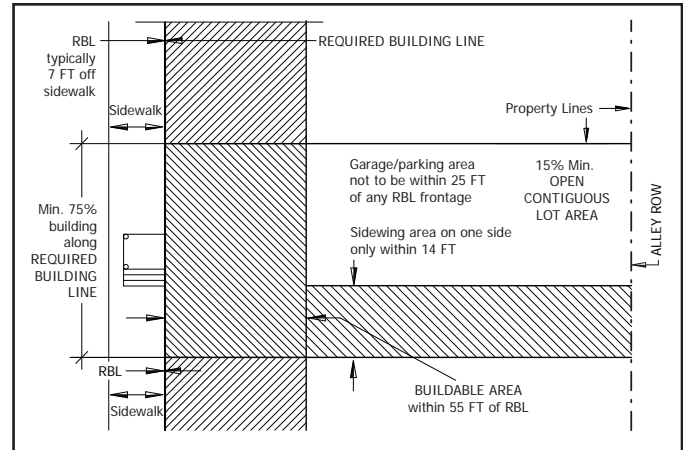 RBL
typically
7 FT off
sidewalk
REQUIRED BUILDING LINE
Sidewalk
Property Lines
Garage/parking area
not to be within 25 FT
of any RBL frontage
15% Min.
OPEN
CONTIGUOUS
LOT AREA
Min. 75%
building
along
REQUIRED
BUILDING
LINE
Sidewing area on one side
only within 14 FT
ALLEY ROW
RBL
Sidewalk
BUILDABLE AREA
within 55 FT of RBL